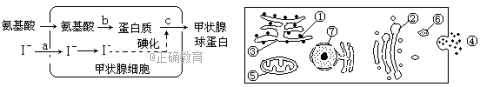 氨基酸 氨基酸 b 蛋白质 c 甲状腺球蛋白
碘化
I⁻ a I⁻ I⁻
@正确教育
甲状腺细胞
① ② ③ ④ ⑤ ⑥ ⑦